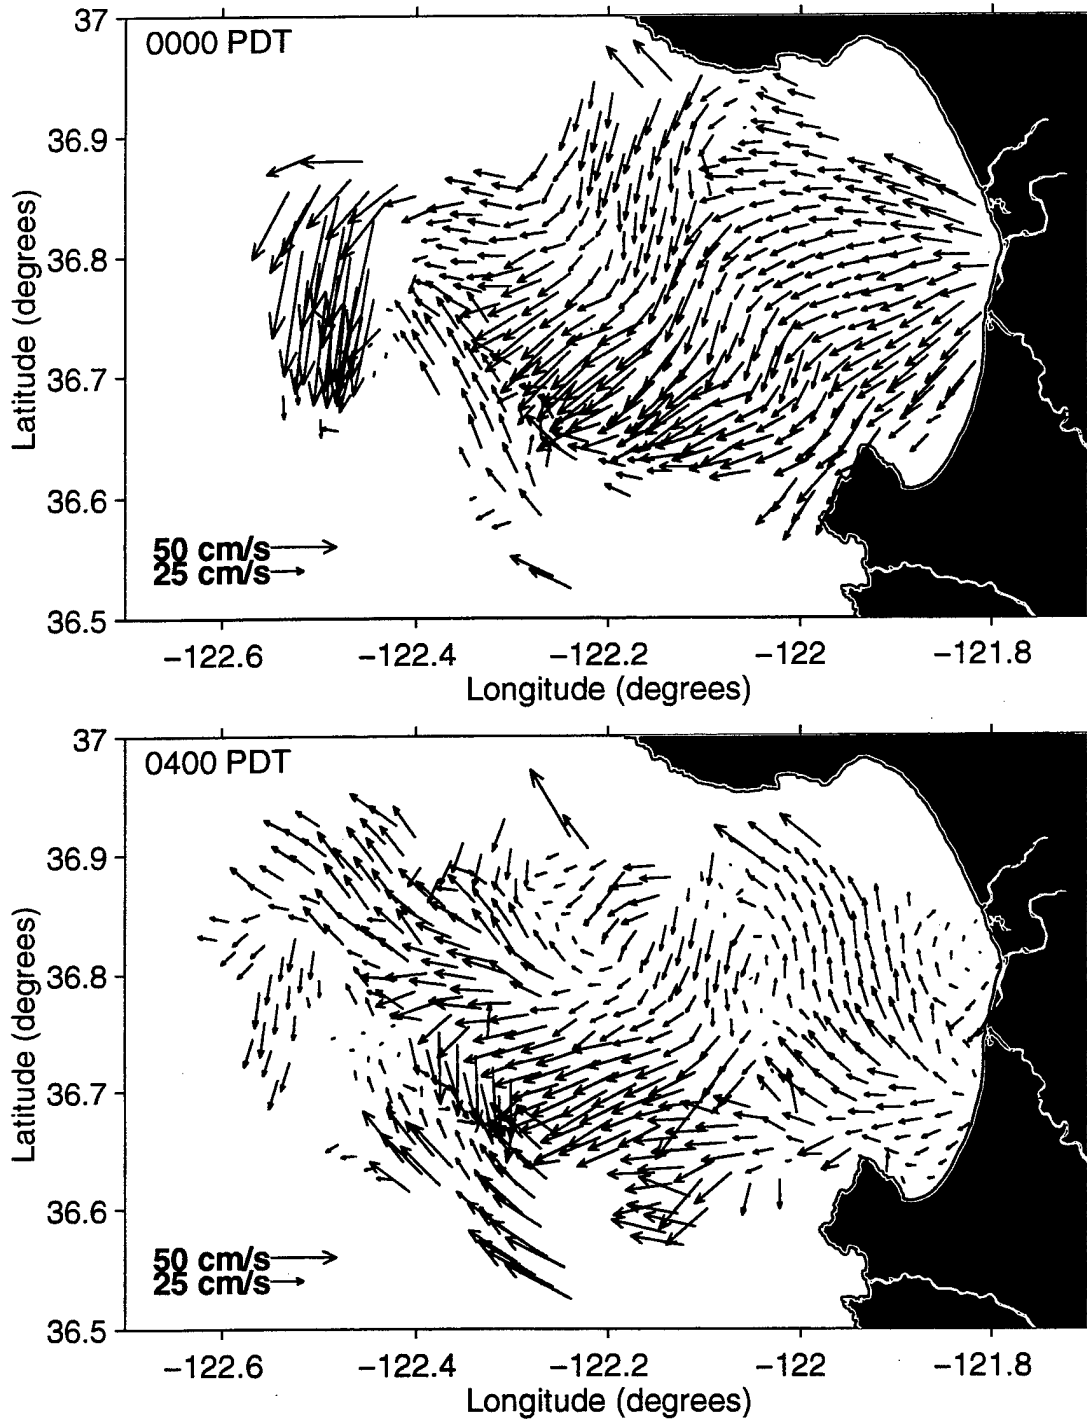 0000 PDT
37
36.9
36.8
36.7
36.6
36.5
Latitude (degrees)
50 cm/s
25 cm/s
−122.6 −122.4 −122.2 −122 −121.8
Longitude (degrees)
0400 PDT
37
36.9
36.8
36.7
36.6
36.5
Latitude (degrees)
50 cm/s
25 cm/s
−122.6 −122.4 −122.2 −122 −121.8
Longitude (degrees)